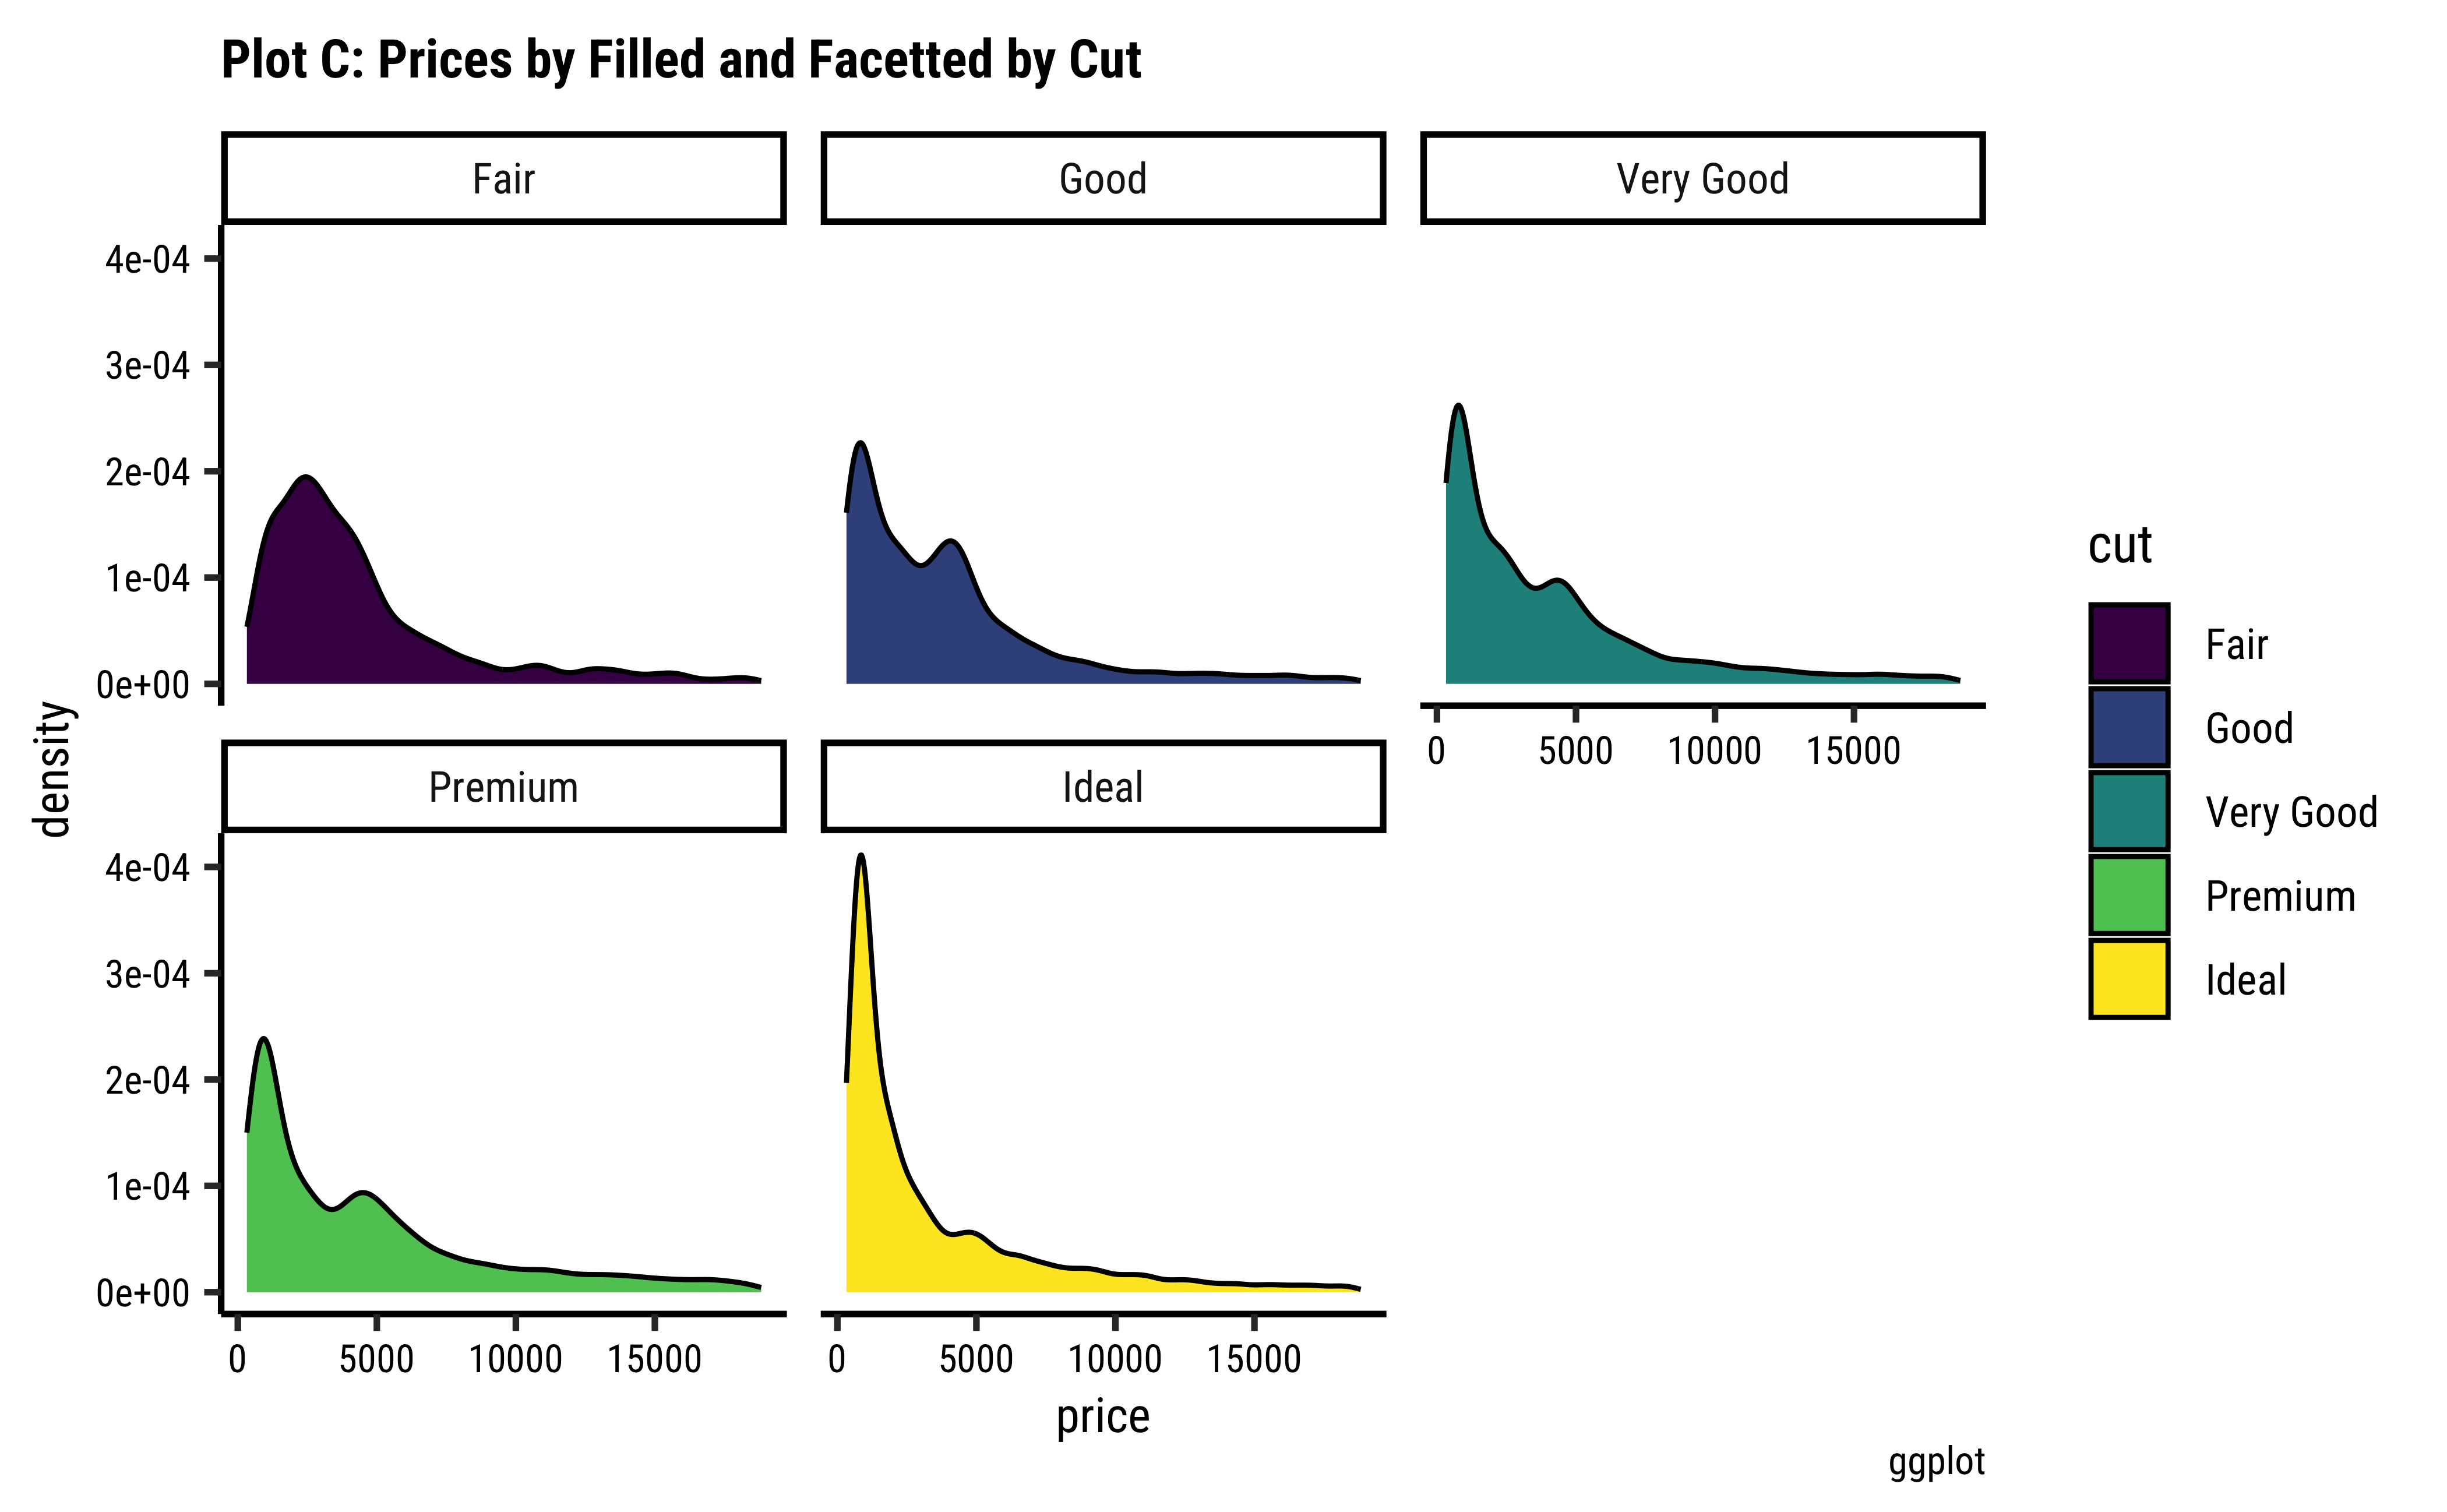 Plot C: Prices by Filled and Facetted by Cut
Fair
Good
Very Good
4e-04
3e-04
2e-04
1e-04
0e+00
0 5000 10000 15000
density
Premium
Ideal
4e-04
3e-04
2e-04
1e-04
0e+00
0 5000 10000 15000
0 5000 10000 15000
price
cut
Fair
Good
Very Good
Premium
Ideal
ggplot